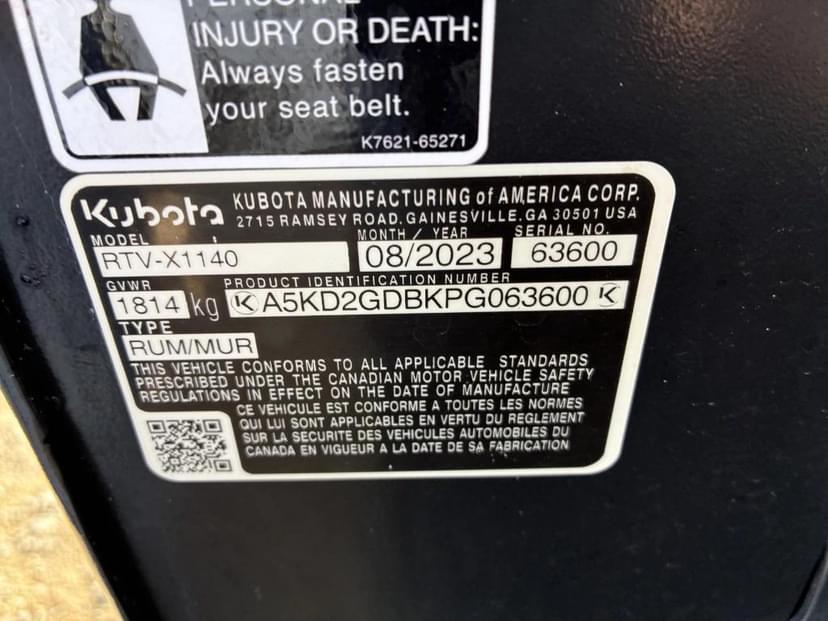 PERSONAL
INJURY OR DEATH:
Always fasten
your seat belt.
K7621-65271
Kubota
KUBOTA MANUFACTURING of AMERICA CORP.
2715 RAMSEY ROAD. GAINESVILLE. GA 30501 USA
MODEL MONTH / YEAR SERIAL NO.
RTV-X1140 08/2023 63600
GVWR PRODUCT IDENTIFICATION NUMBER
1814 kg A5KD2GDBKPG063600
TYPE
RUM/MUR
THIS VEHICLE CONFORMS TO ALL APPLICABLE STANDARDS
PRESCRIBED UNDER THE CANADIAN MOTOR VEHICLE SAFETY
REGULATIONS IN EFFECT ON THE DATE OF MANUFACTURE
CE VEHICULE EST CONFORME A TOUTES LES NORMES
QUI LUI SONT APPLICABLES EN VERTU DU REGLEMENT
SUR LA SECURITE DES VEHICULES AUTOMOBILES DU
CANADA EN VIGUEUR A LA DATE DE SA FABRICATION